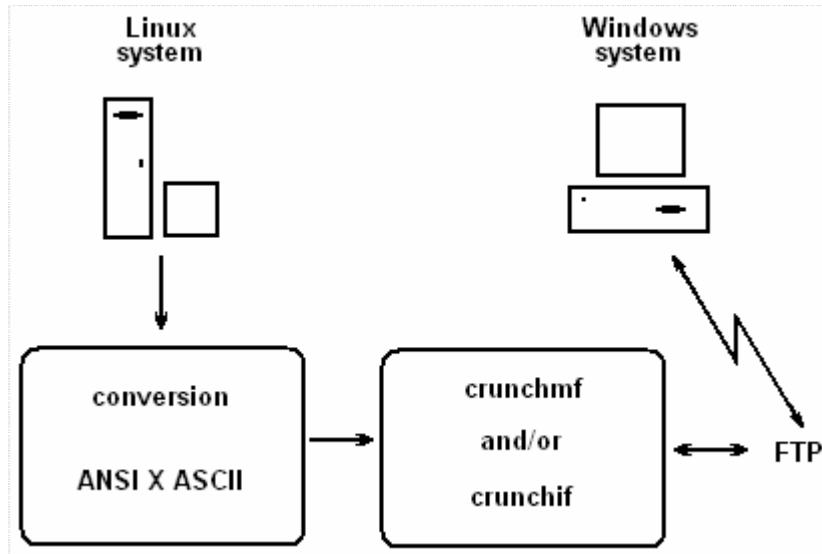 Linux
system
Windows
system
conversion
ANSI X ASCII
crunchmf
and/or
crunchif
FTP